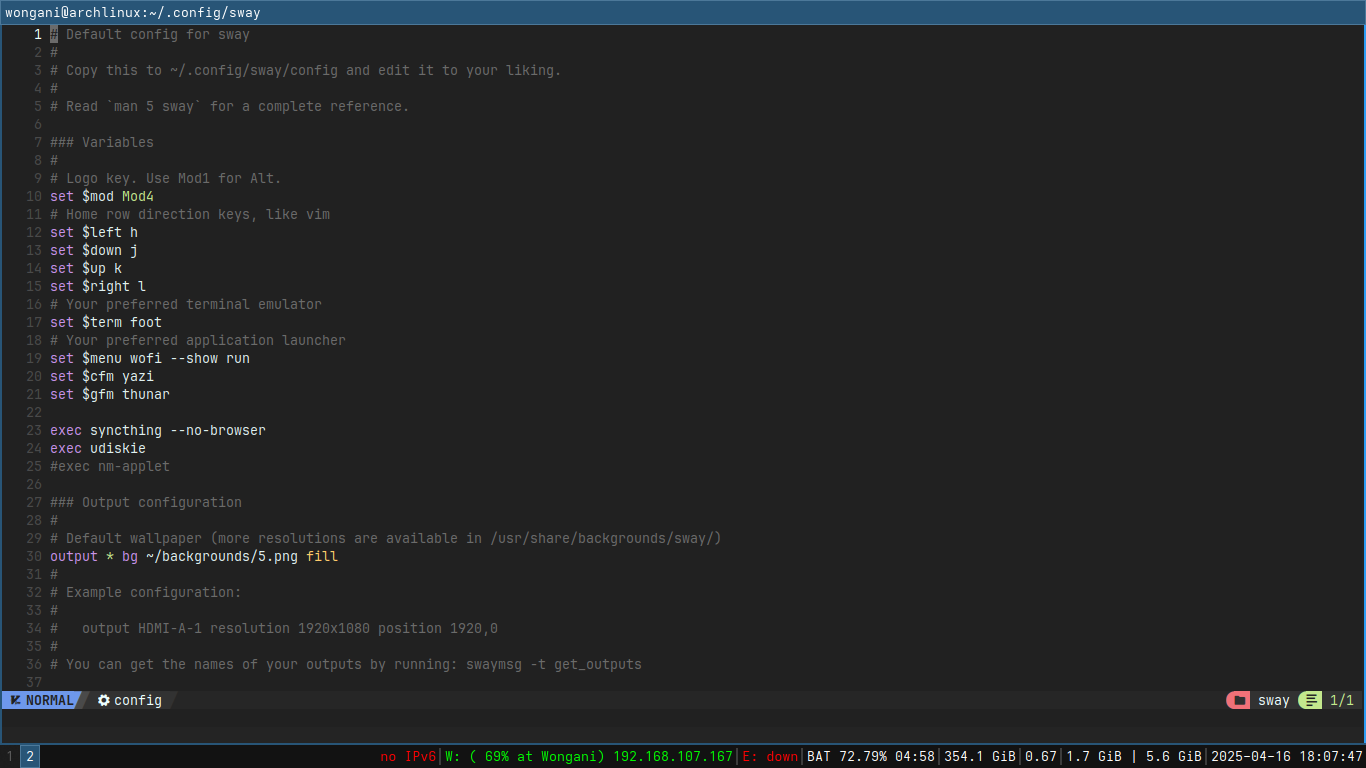 wongani@archlinux:~/.config/sway
1 # Default config for sway
2 #
3 # Copy this to ~/.config/sway/config and edit it to your liking.
4 #
5 # Read `man 5 sway` for a complete reference.
6
7 ### Variables
8 #
9 # Logo key. Use Mod1 for Alt.
10 set $mod Mod4
11 # Home row direction keys, like vim
12 set $left h
13 set $down j
14 set $up k
15 set $right l
16 # Your preferred terminal emulator
17 set $term foot
18 # Your preferred application launcher
19 set $menu wofi --show run
20 set $cfm yazi
21 set $gfm thunar
22
23 exec syncthing --no-browser
24 exec udiskie
25 #exec nm-applet
26
27 ### Output configuration
28 #
29 # Default wallpaper (more resolutions are available in /usr/share/backgrounds/sway/)
30 output * bg ~/backgrounds/5.png fill
31 #
32 # Example configuration:
33 #
34 #   output HDMI-A-1 resolution 1920x1080 position 1920,0
35 #
36 # You can get the names of your outputs by running: swaymsg -t get_outputs
37
NORMAL config sway 1/1
1 2 no IPv6|W: ( 69% at Wongani) 192.168.107.167|E: down|BAT 72.79% 04:58|354.1 GiB|0.67|1.7 GiB | 5.6 GiB|2025-04-16 18:07:47